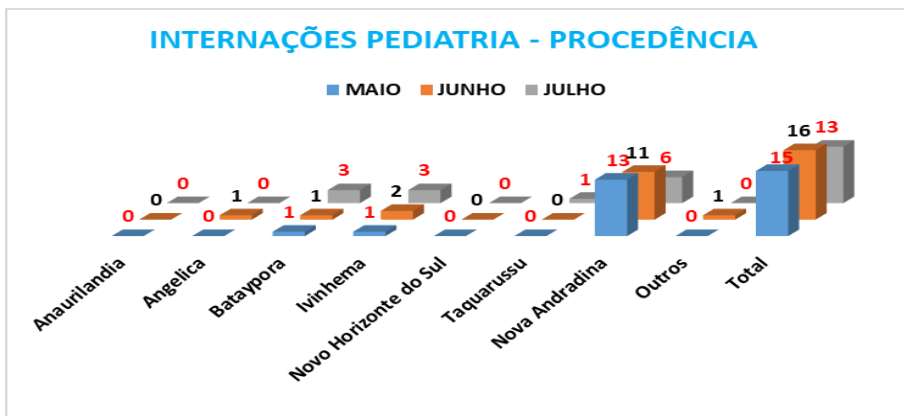 INTERNAÇÕES PEDIATRIA - PROCEDÊNCIA
MAIO JUNHO JULHO
0 0 0
0 1 0
1 1 3
1 2 3
0 0 0
0 0 1
13 11 6
0 1 0
15 16 13
Anaurilandia
Angelica
Bataypora
Ivinhema
Novo Horizonte do Sul
Taquarussu
Nova Andradina
Outros
Total